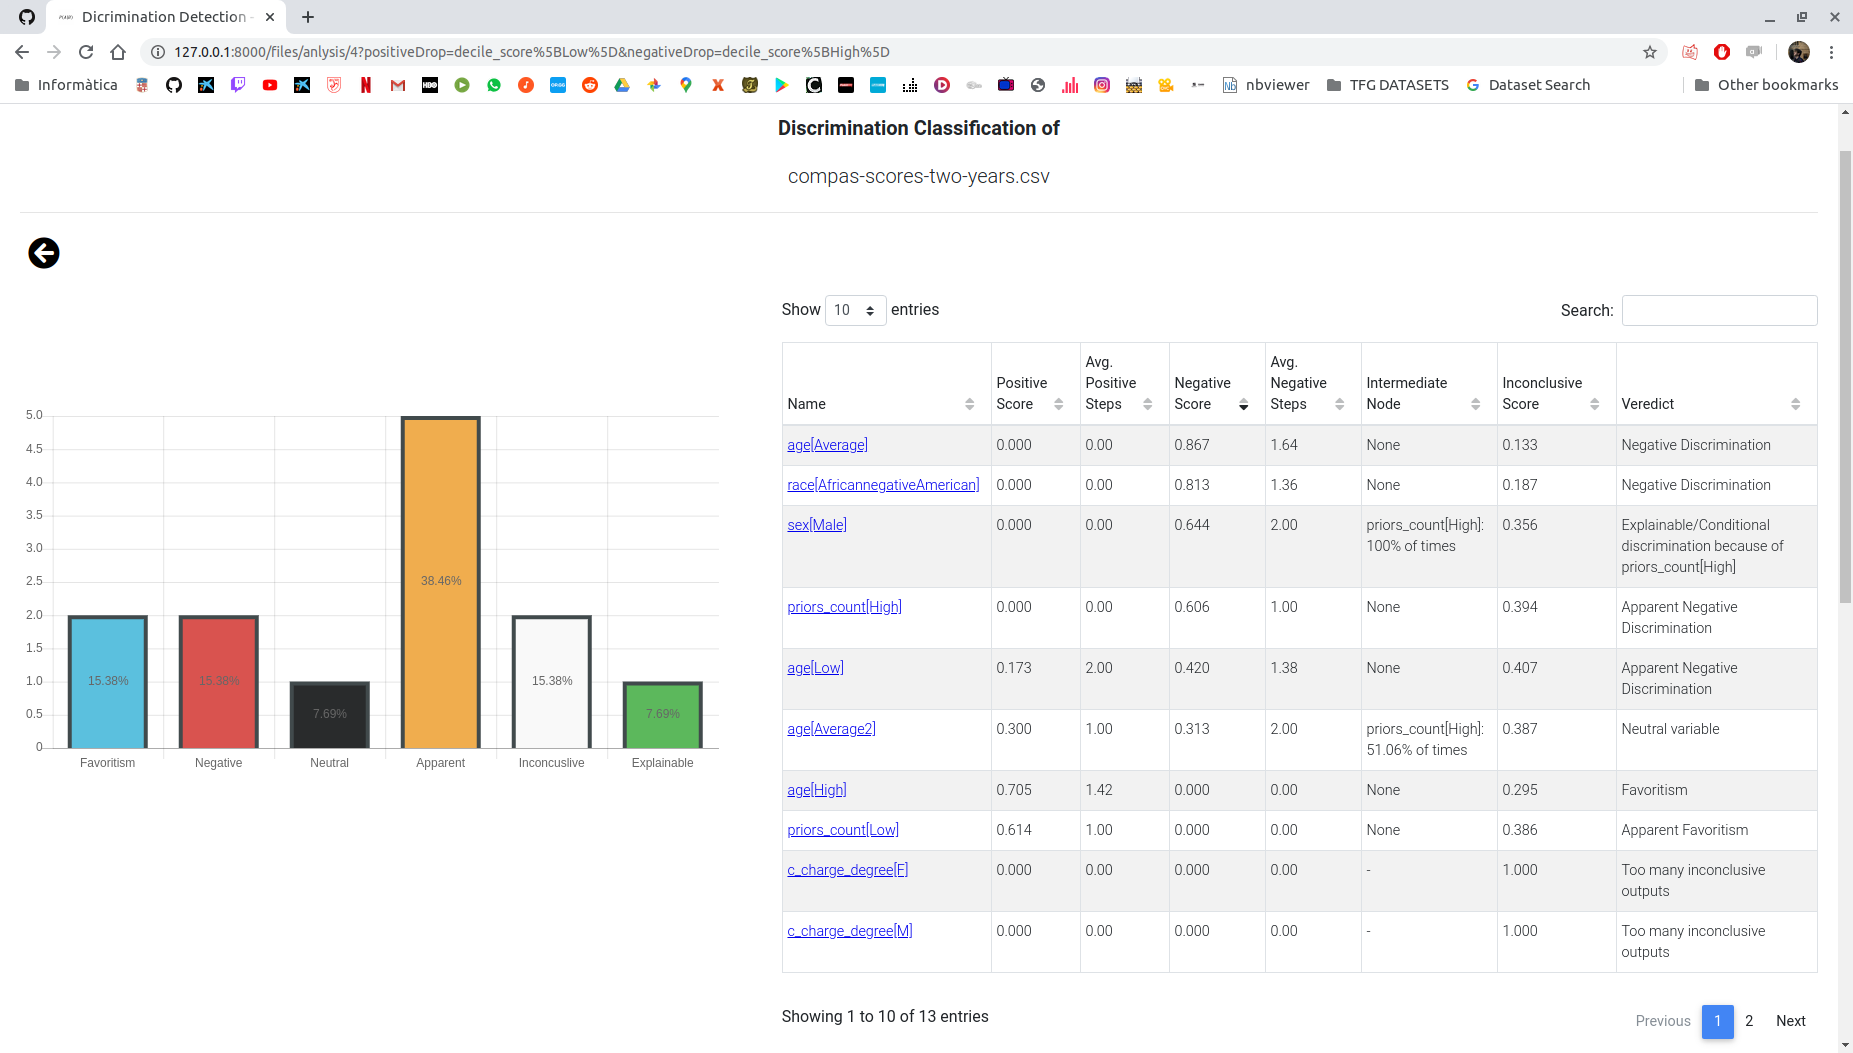 Dicrimination Detection -
127.0.0.1:8000/files/anlysis/4?positiveDrop=decile_score%5BLow%5D&negativeDrop=decile_score%5BHigh%5D
Informàtica
nbviewer
TFG DATASETS
Dataset Search
Other bookmarks
Discrimination Classification of
compas-scores-two-years.csv
Show 10 entries
Search:
5.0
4.5
4.0
3.5
3.0
2.5
2.0
1.5
1.0
0.5
0
15.38%
15.38%
7.69%
38.46%
15.38%
7.69%
Favoritism
Negative
Neutral
Apparent
Inconcuslive
Explainable
Name
Positive
Score
Avg.
Positive
Steps
Negative
Score
Avg.
Negative
Steps
Intermediate
Node
Inconclusive
Score
Veredict
age[Average] 0.000 0.00 0.867 1.64 None 0.133 Negative Discrimination
race[AfricannegativeAmerican] 0.000 0.00 0.813 1.36 None 0.187 Negative Discrimination
sex[Male] 0.000 0.00 0.644 2.00 priors_count[High]: 0.356 Explainable/Conditional
100% of times discrimination because of
priors_count[High]
priors_count[High] 0.000 0.00 0.606 1.00 None 0.394 Apparent Negative
Discrimination
age[Low] 0.173 2.00 0.420 1.38 None 0.407 Apparent Negative
Discrimination
age[Average2] 0.300 1.00 0.313 2.00 priors_count[High]: 0.387 Neutral variable
51.06% of times
age[High] 0.705 1.42 0.000 0.00 None 0.295 Favoritism
priors_count[Low] 0.614 1.00 0.000 0.00 None 0.386 Apparent Favoritism
c_charge_degree[F] 0.000 0.00 0.000 0.00 - 1.000 Too many inconclusive
outputs
c_charge_degree[M] 0.000 0.00 0.000 0.00 - 1.000 Too many inconclusive
outputs
Showing 1 to 10 of 13 entries
Previous 1 2 Next